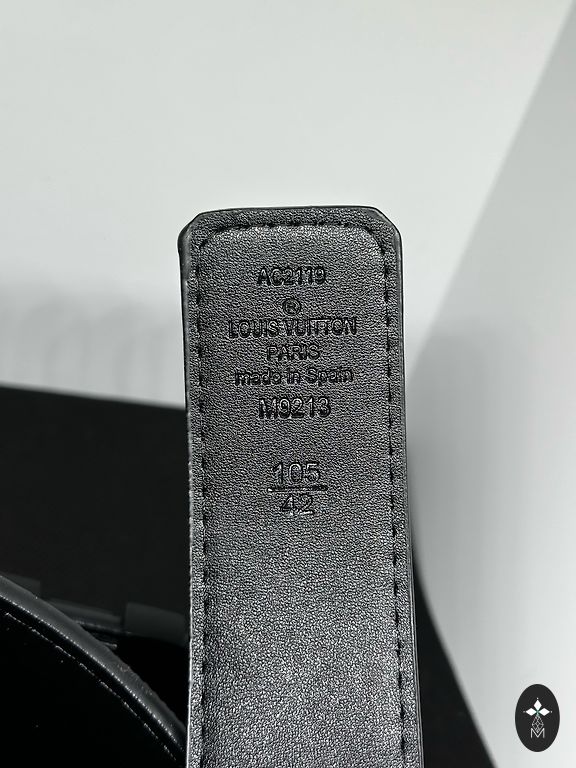 AC2119
®
LOUIS VUITTON
PARIS
made in Spain
M9213
105
42
M